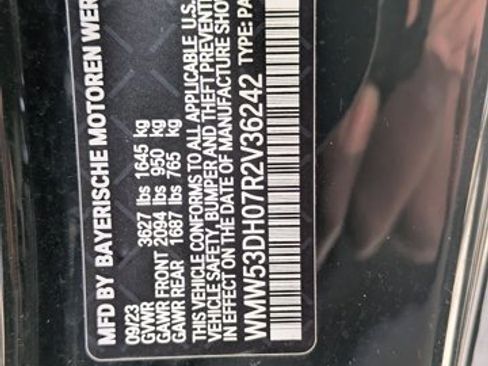 MFD BY BAYERISCHE MOTOREN WER
09/23
GVWR 3627 lbs 1645 kg
GAWR FRONT 2094 lbs 950 kg
GAWR REAR 1687 lbs 765 kg
THIS VEHICLE CONFORMS TO ALL APPLICABLE U.S.
VEHICLE SAFETY, BUMPER AND THEFT PREVENTI
IN EFFECT ON THE DATE OF MANUFACTURE SHO
WMW53DH07R2V36242 TYPE: PA